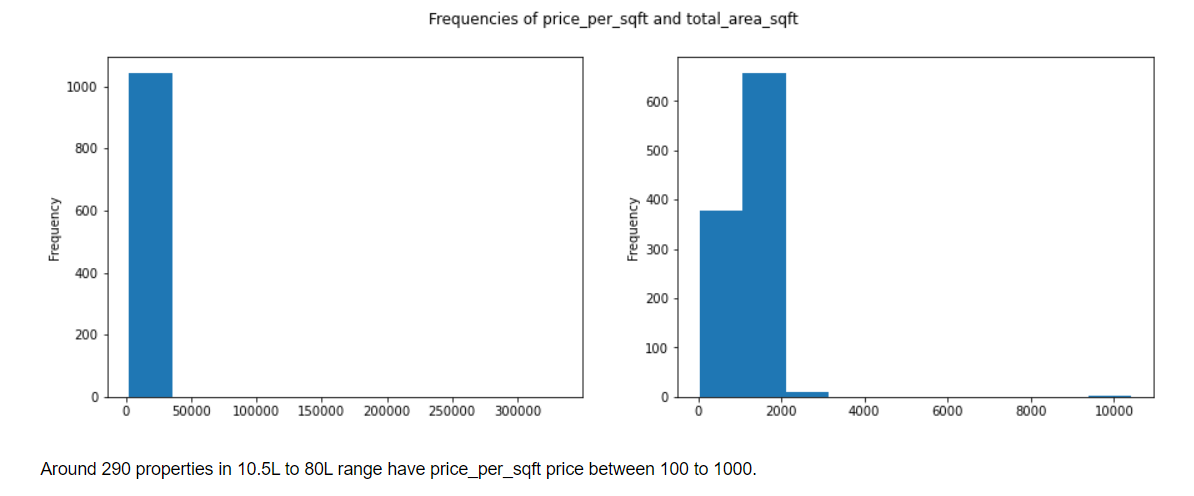 Frequencies of price_per_sqft and total_area_sqft
Frequency
1000
800
600
400
200
0
0 50000 100000 150000 200000 250000 300000
Frequency
600
500
400
300
200
100
0
0 2000 4000 6000 8000 10000
Around 290 properties in 10.5L to 80L range have price_per_sqft price between 100 to 1000.